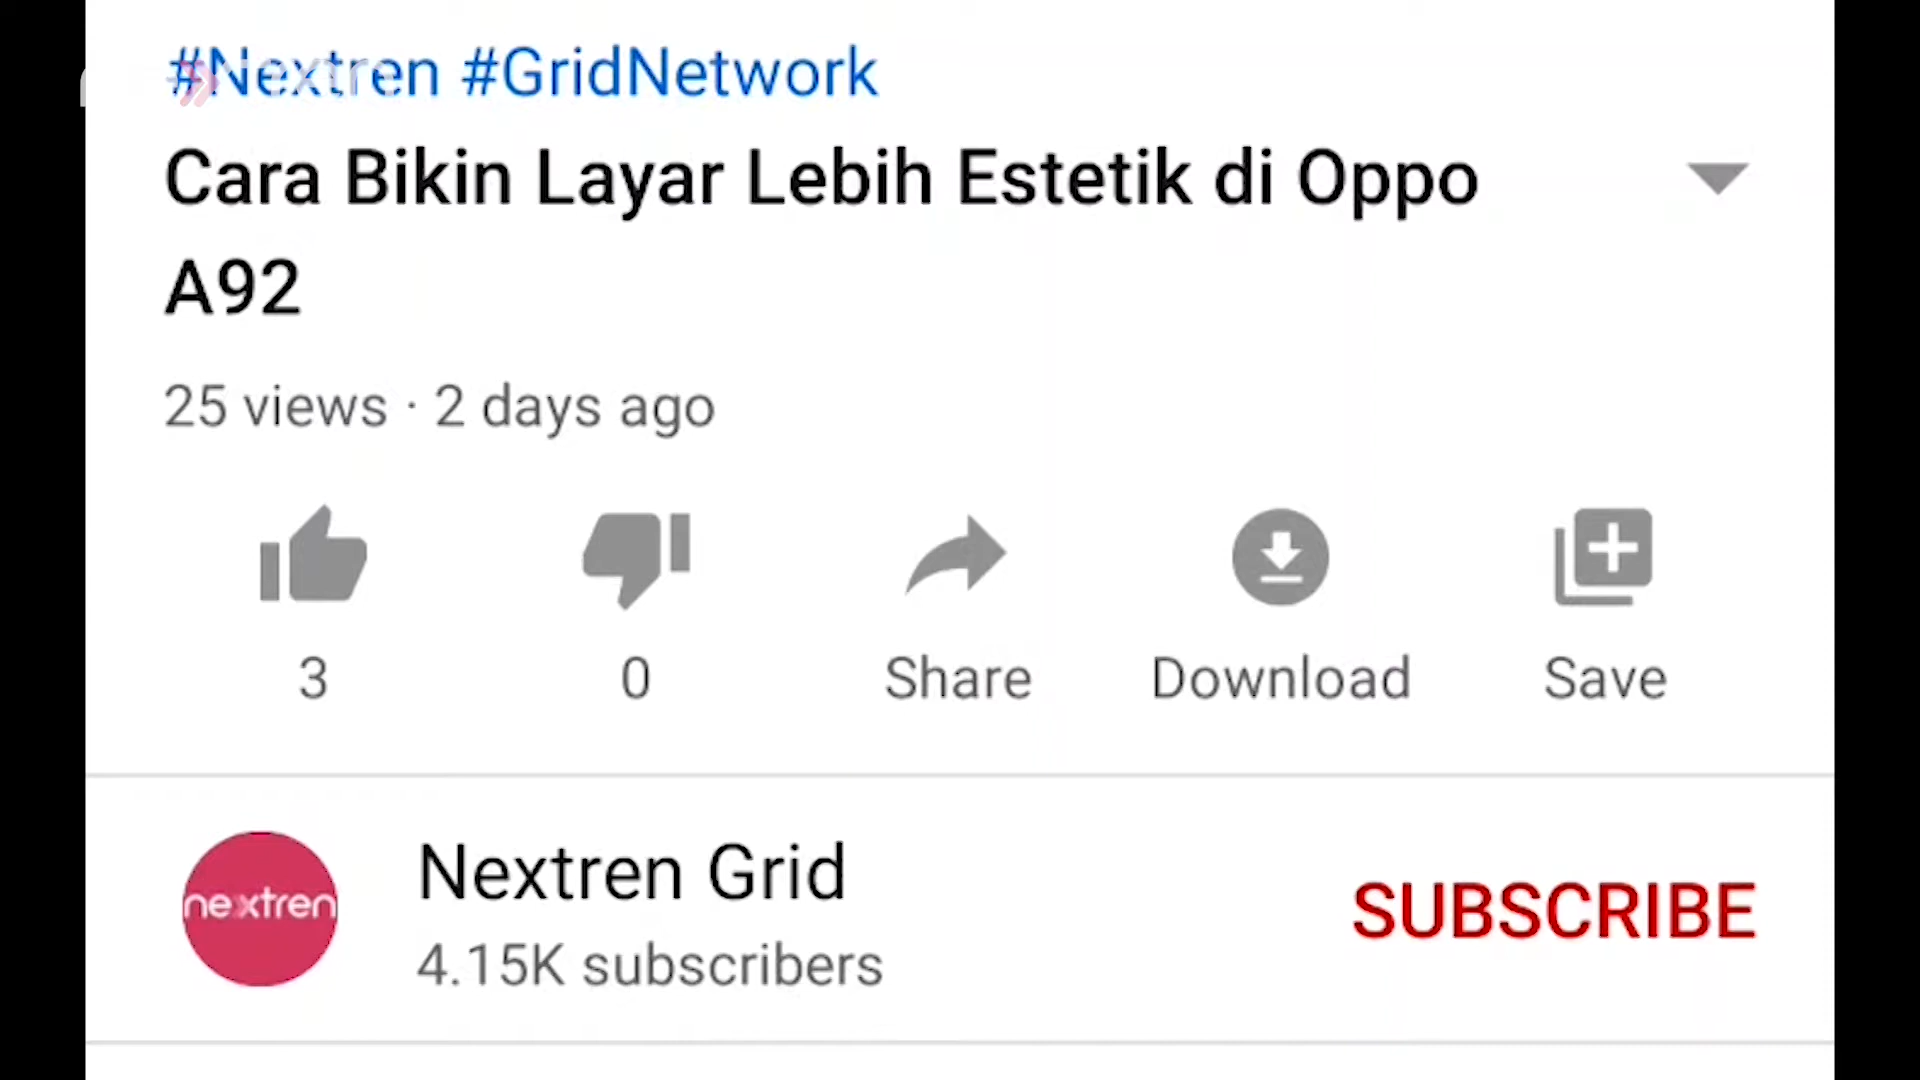 #Nextren #GridNetwork
Cara Bikin Layar Lebih Estetik di Oppo
A92
25 views · 2 days ago
3
0
Share
Download
Save
nextren
Nextren Grid
4.15K subscribers
SUBSCRIBE